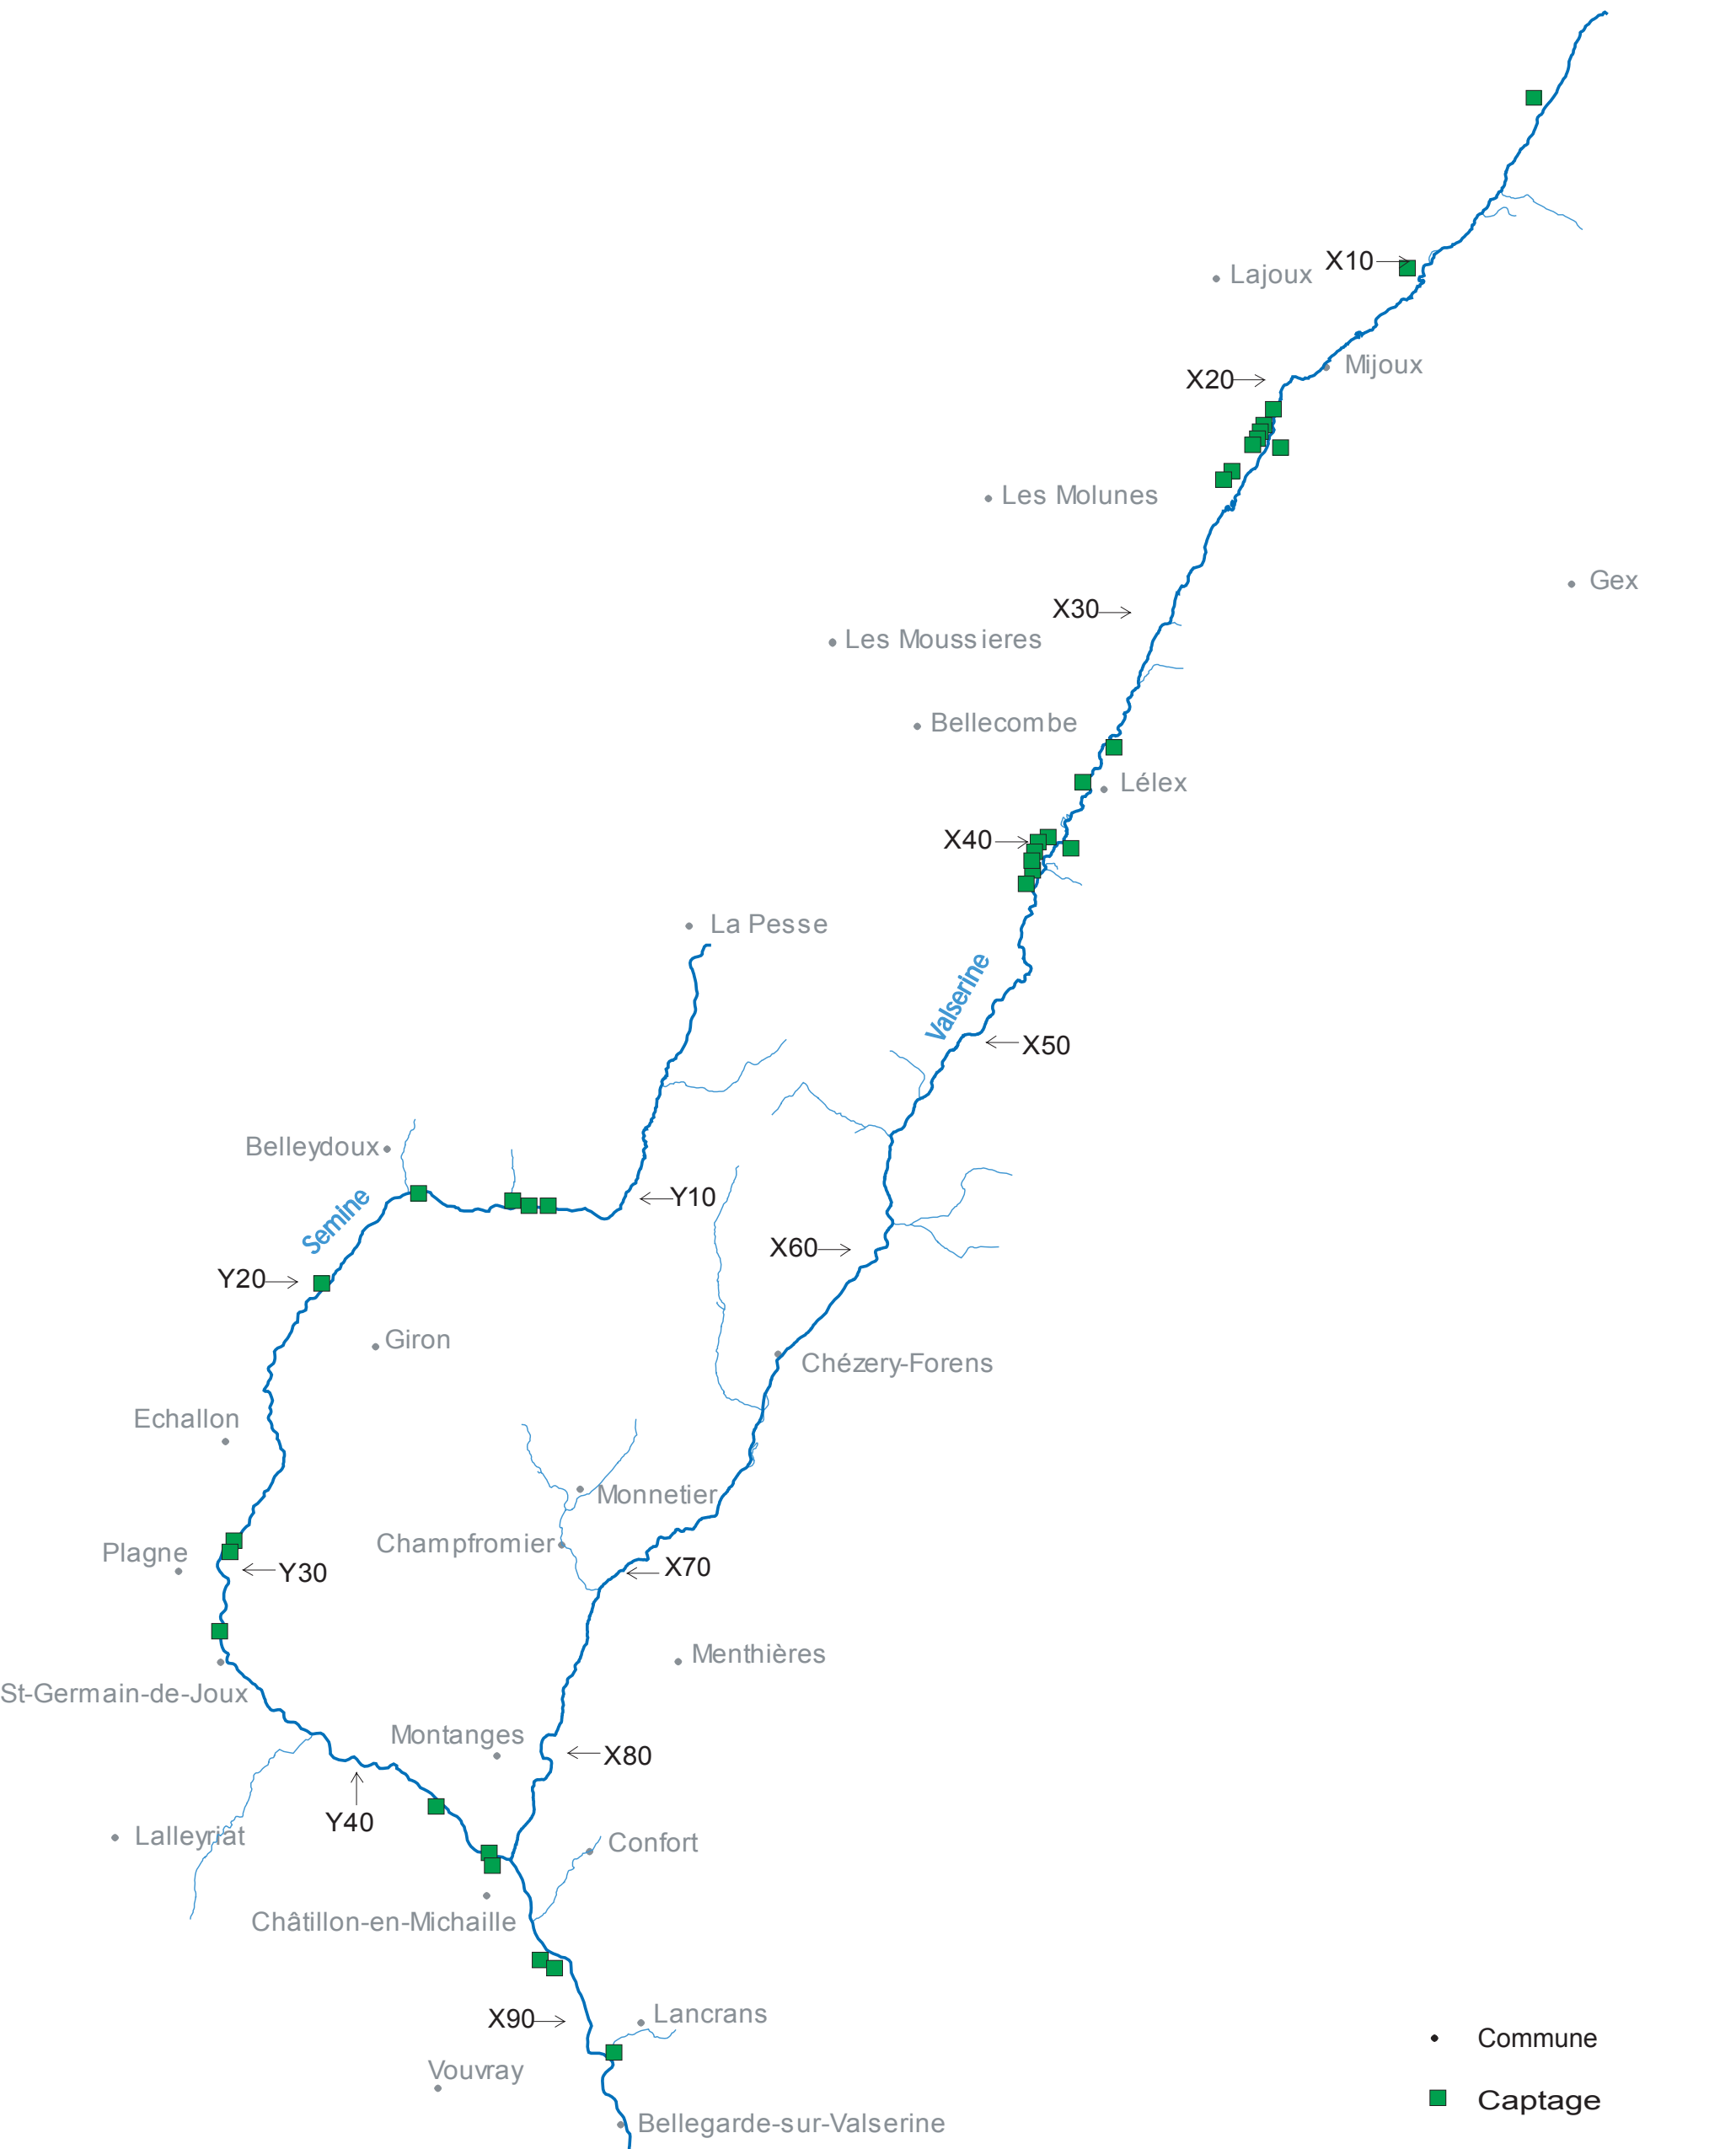 X10
Lajoux
Mijoux
X20
Les Molunes
Gex
X30
Les Moussieres
Bellecombe
Lélex
X40
La Pesse
Valserine
X50
Belleydoux
Y10
Semine
X60
Y20
Giron
Chézery-Forens
Echallon
Monnetier
Champfromier
Plagne
X70
Y30
Menthières
St-Germain-de-Joux
Montanges
X80
Y40
Lalleyriat
Confort
Châtillon-en-Michaille
X90
Lancrans
Commune
Vouvray
Captage
Bellegarde-sur-Valserine